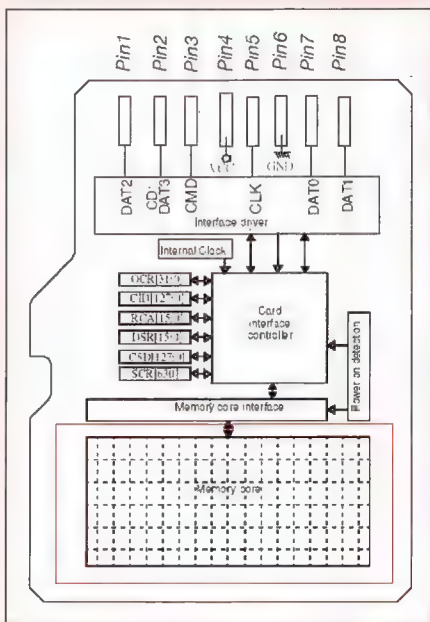 Pin1
Pin2
Pin3
Pin4
Pin5
Pin6
Pin7
Pin8
VCC
GND
DAT2
CD/
DAT3
CMD
CLK
DAT0
DAT1
Interface driver
Internal Clock
OCR[31:0]
CID[127:0]
RCA[15:0]
DSR[15:0]
CSD[127:0]
SCR[63:0]
Card
interface
controller
Power on detection
Memory core interface
Memory core